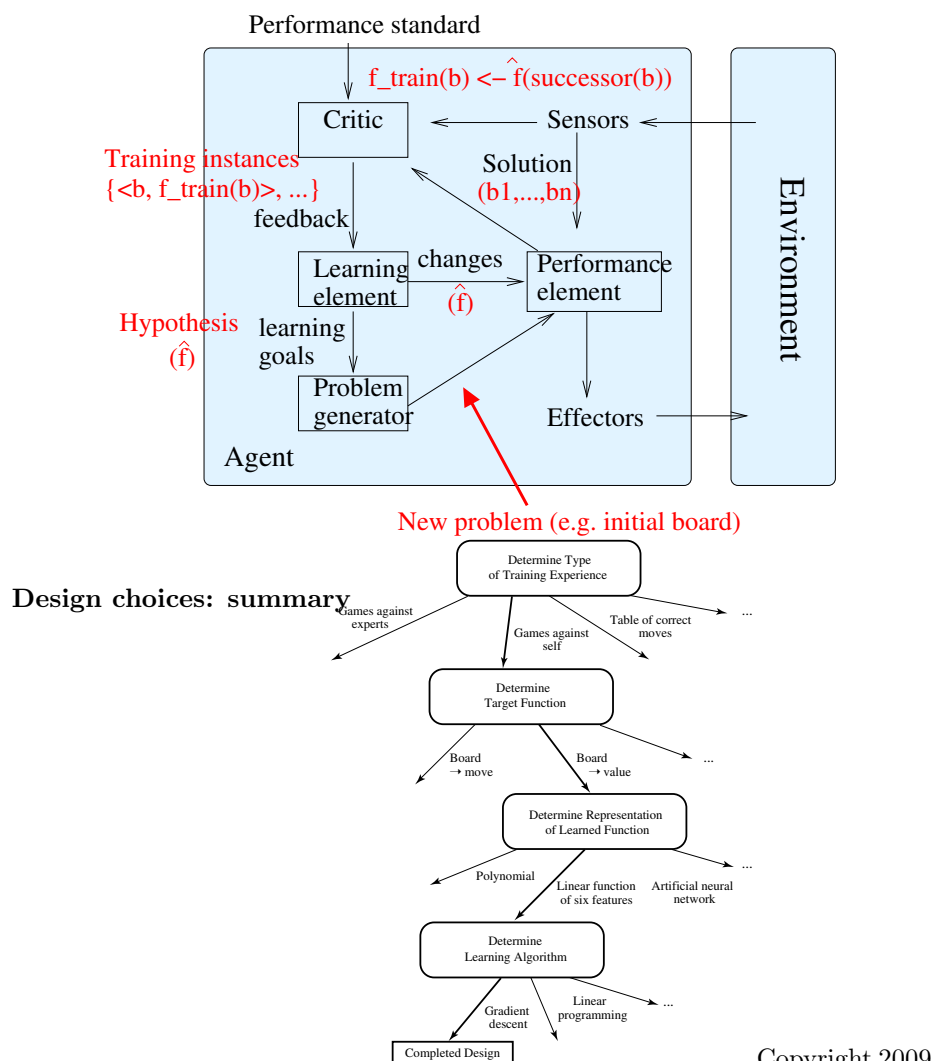 Performance standard
f_train(b) <- f̂(successor(b))
Critic
Sensors
Training instances
{<b, f_train(b)>, ...}
Solution
(b1,...,bn)
feedback
Learning
element
changes
(f̂)
Performance
element
Hypothesis
(f̂)
learning
goals
Problem
generator
Effectors
Agent
Environment
New problem (e.g. initial board)
Design choices: summary
Determine Type
of Training Experience
Games against
experts
Games against
self
Table of correct
moves
...
Determine
Target Function
Board
→ move
Board
→ value
...
Determine Representation
of Learned Function
Polynomial
Linear function
of six features
Artificial neural
network
...
Determine
Learning Algorithm
Gradient
descent
Linear
programming
...
Completed Design
Copyright 2009